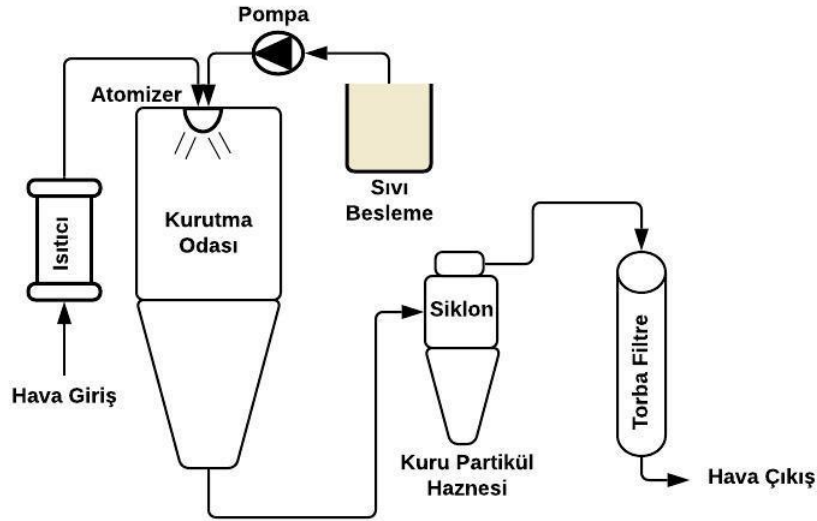 Pompa
Atomizer
Sıvı
Besleme
Kurutma
Odası
Isıtıcı
Hava Giriş
Siklon
Kuru Partikül
Haznesi
Torba Filtre
Hava Çıkış